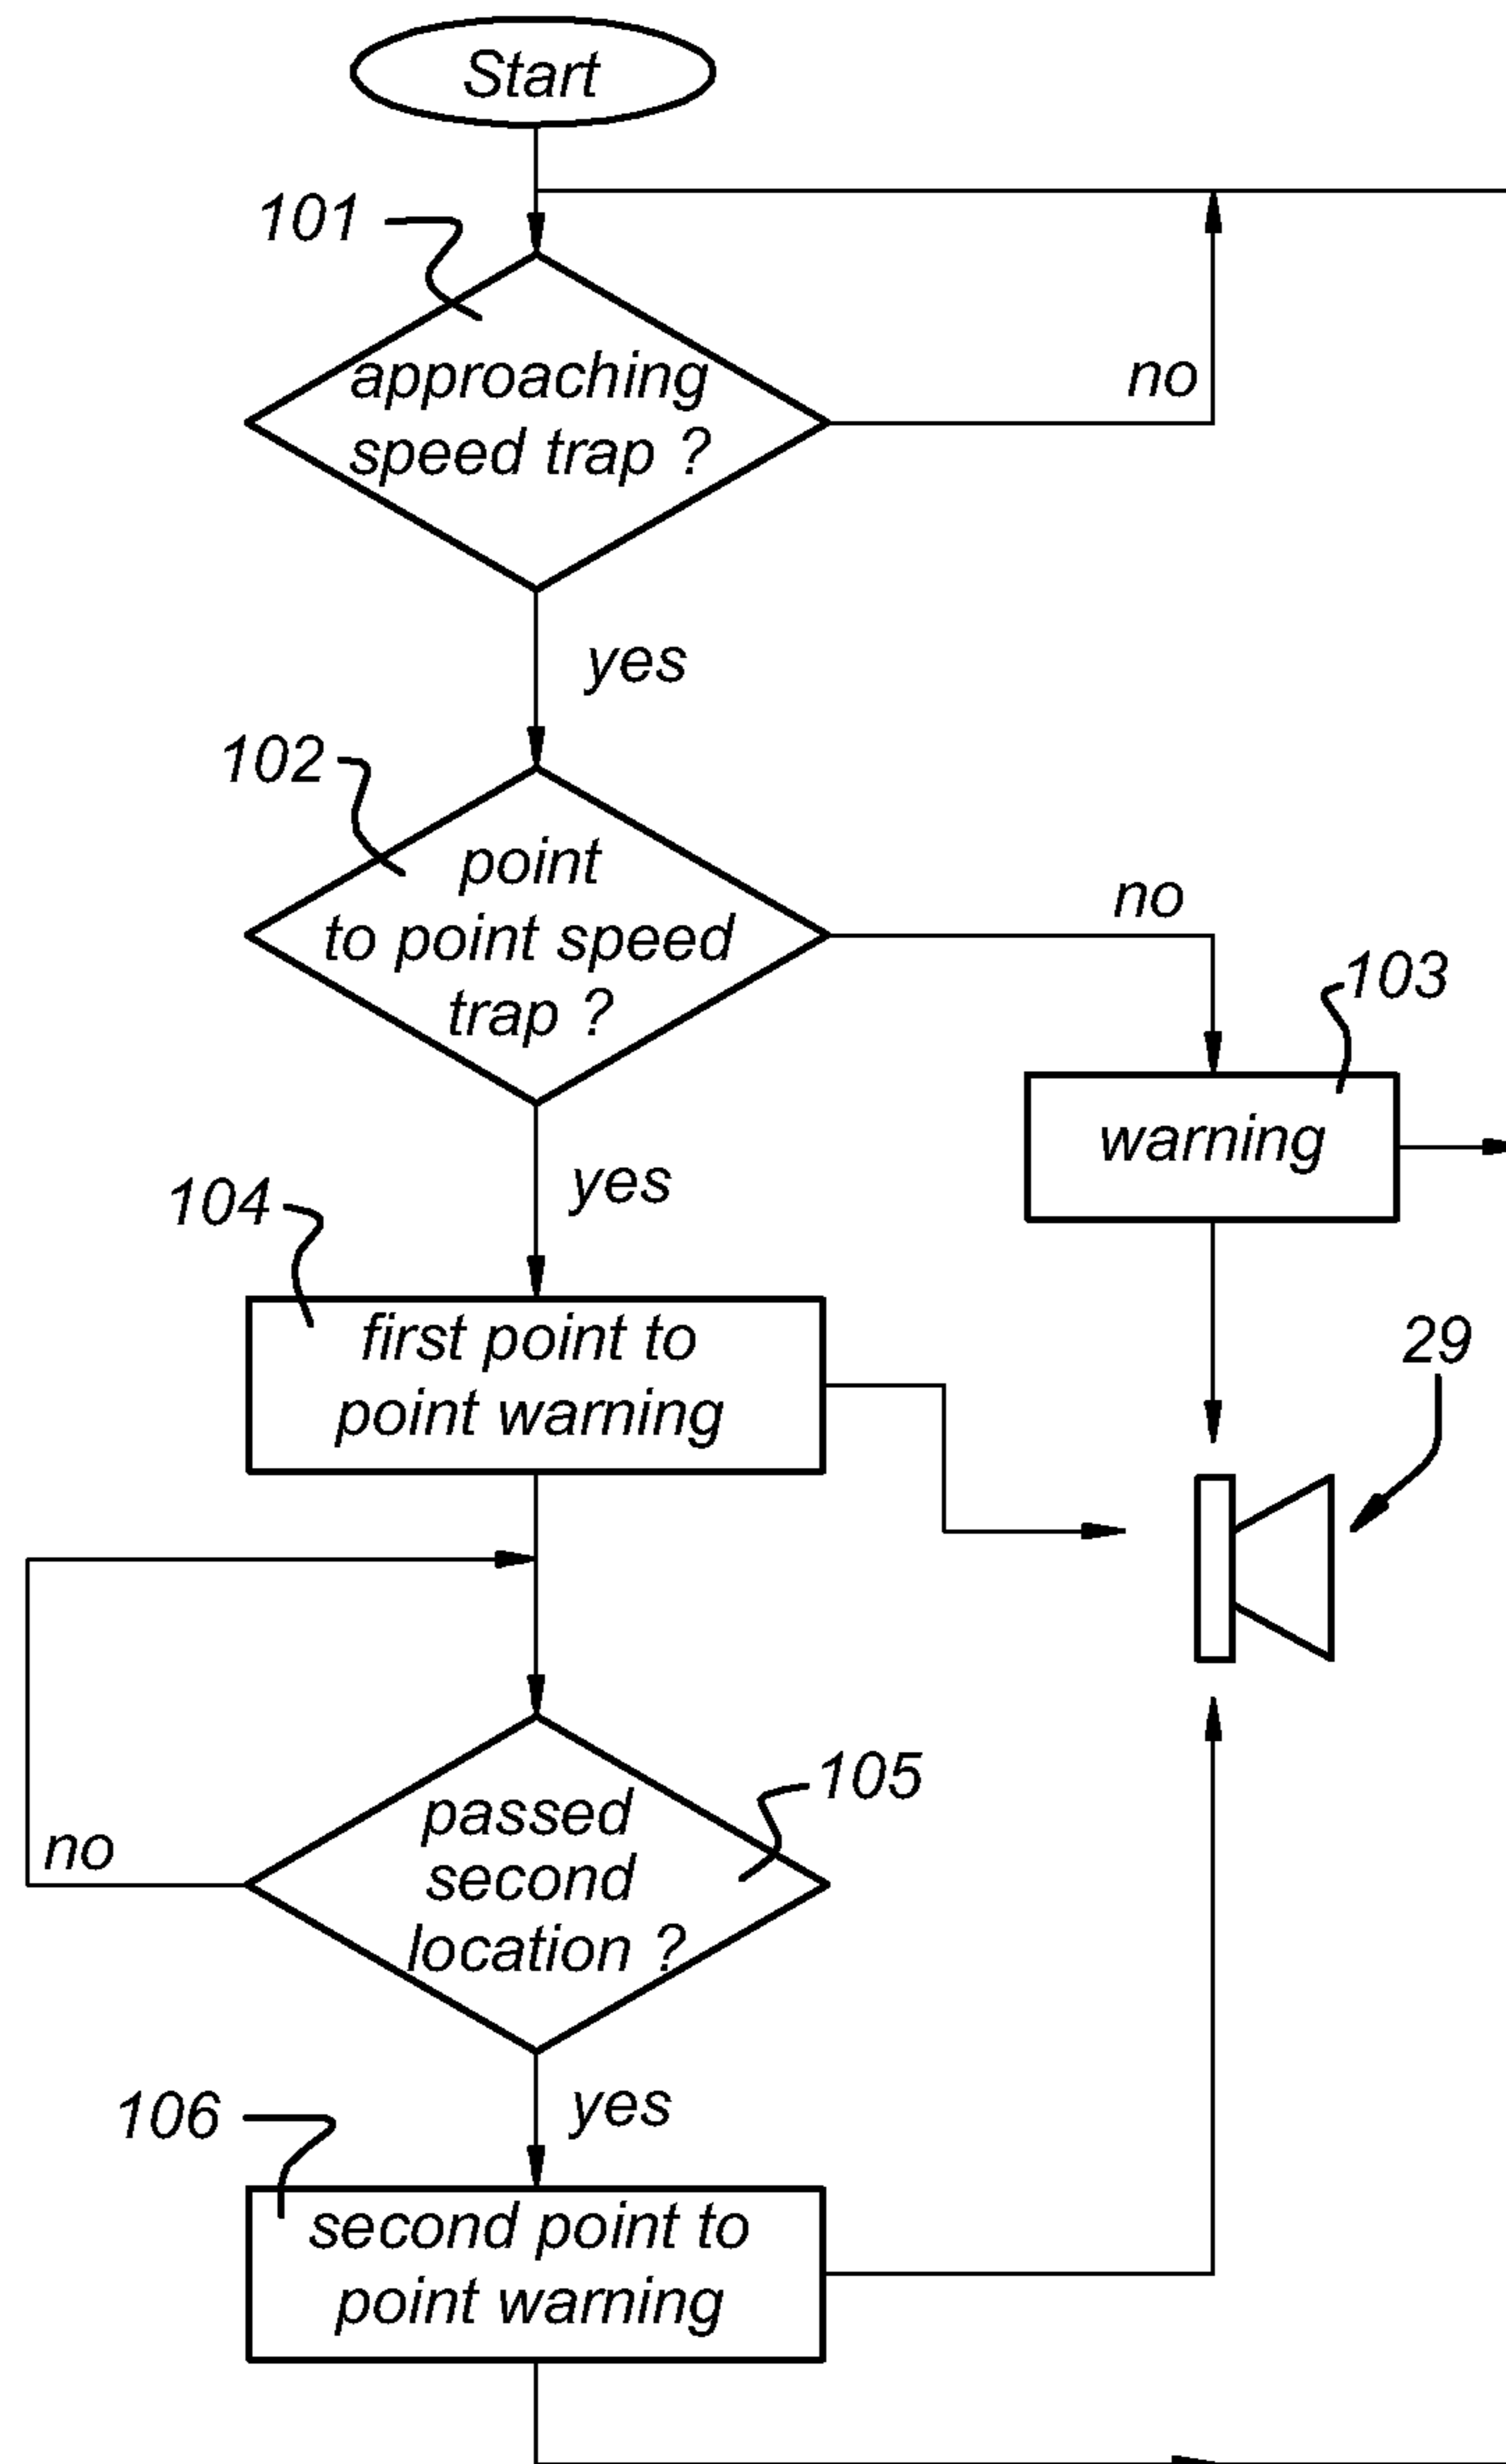 Start
101
approaching
speed trap ?
no
yes
102
point
to point speed
trap ?
no
103
warning
yes
104
first point to
point warning
29
105
passed
second
location ?
no
yes
106
second point to
point warning